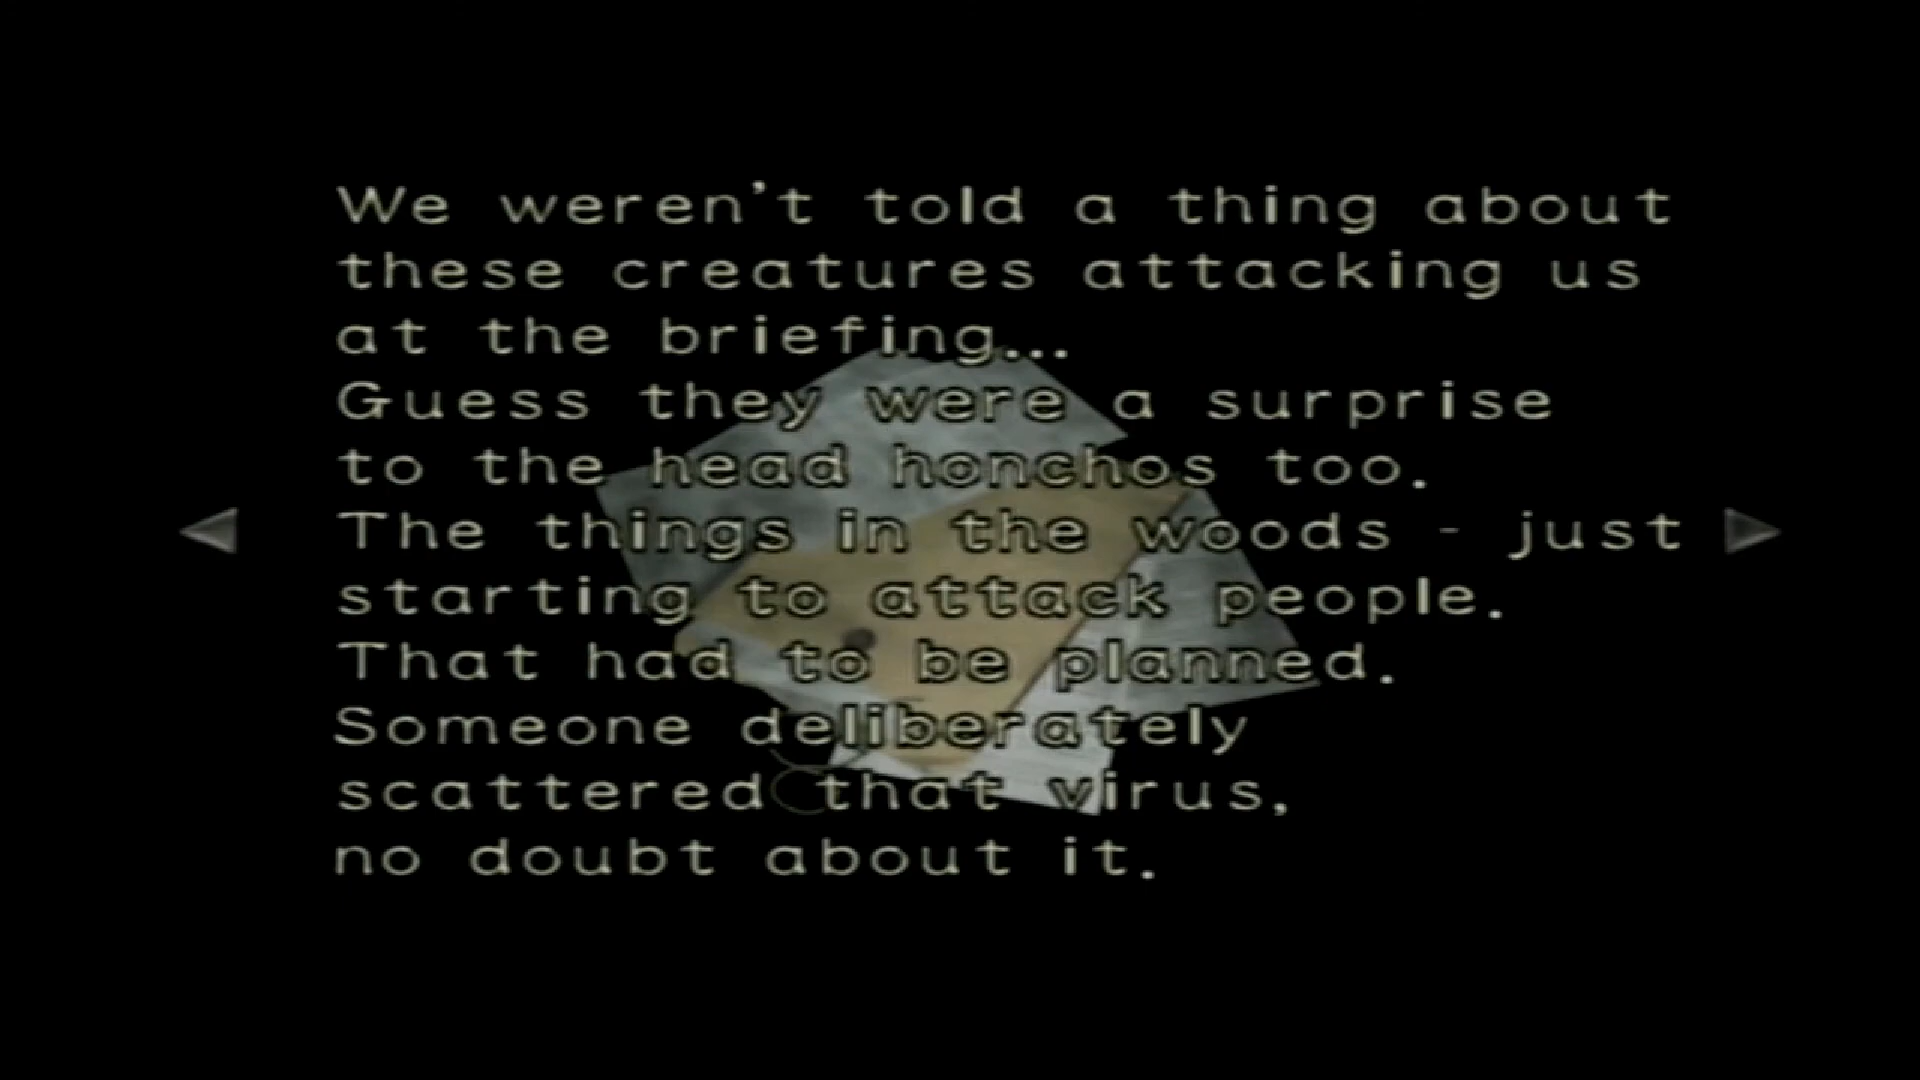 We weren't told a thing about
these creatures attacking us
at the briefing...
Guess they were a surprise
to the head honchos too.
The things in the woods - just
starting to attack people.
That had to be planned.
Someone deliberately
scattered that virus,
no doubt about it.